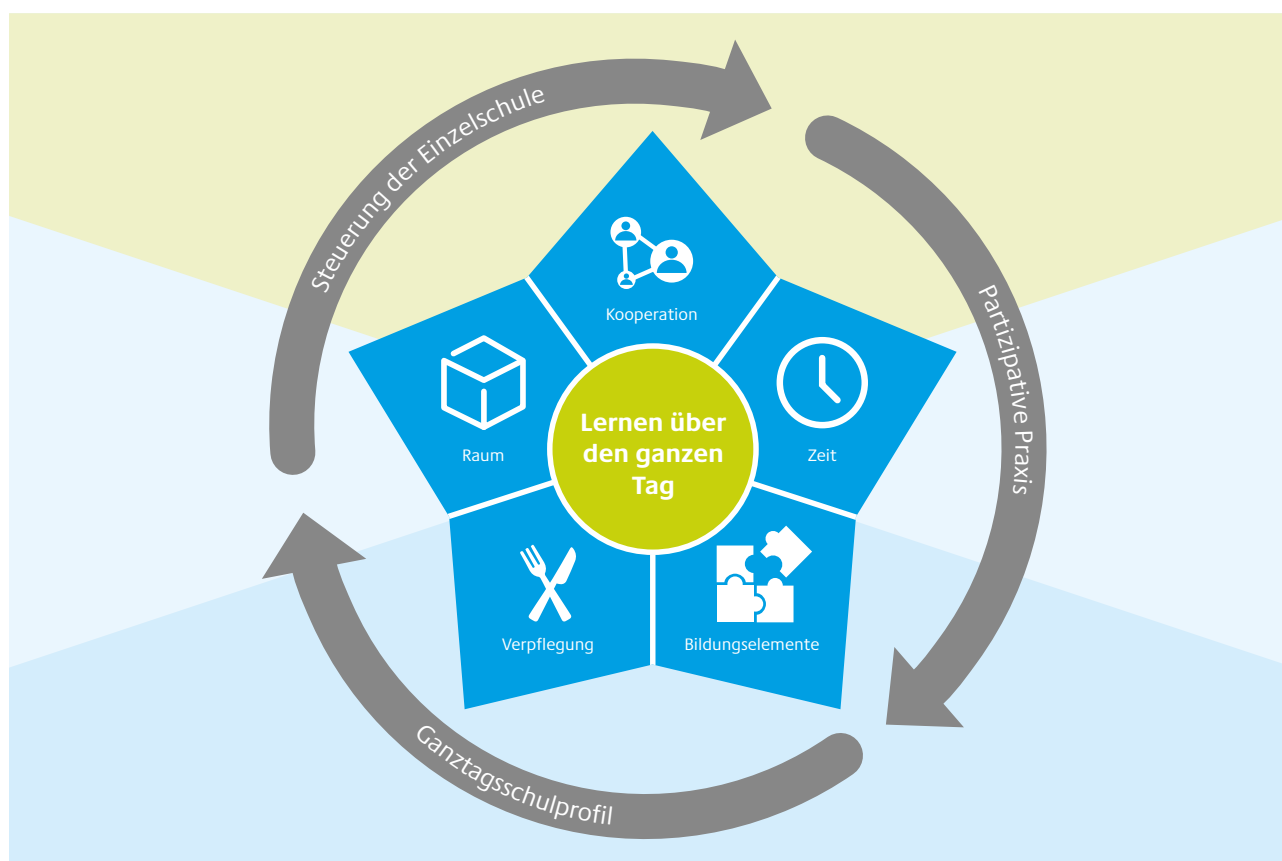 Steuerung der Einzelschule
Partizipative Praxis
Kooperation
Raum
Lernen über
den ganzen
Tag
Zeit
Verpflegung
Bildungselemente
Ganztagsschulprofil